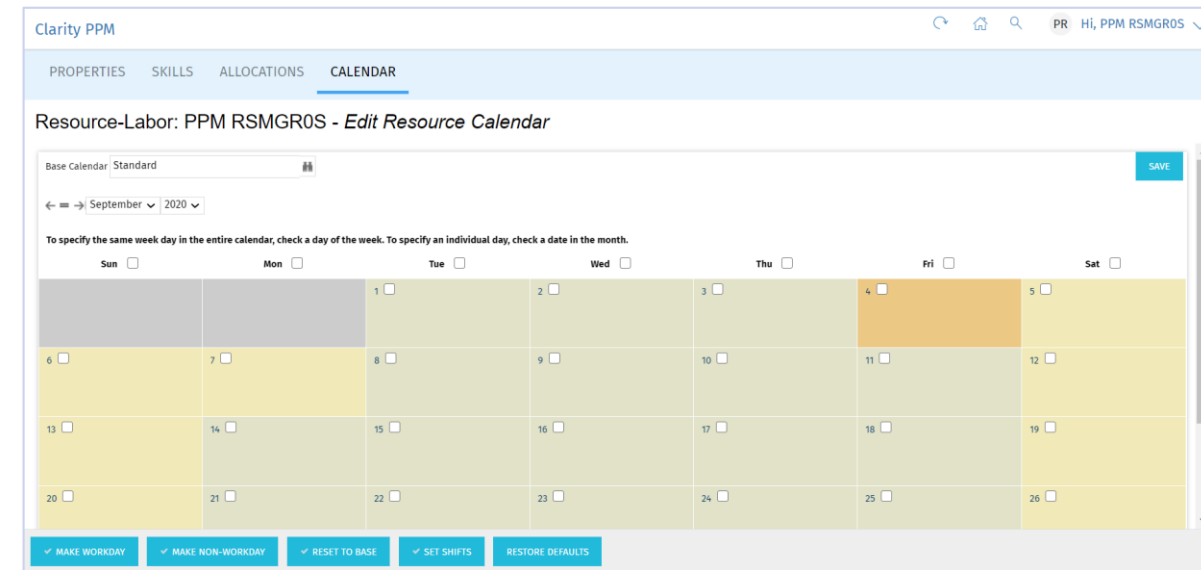 Clarity PPM
PR Hi, PPM RSMGR0S
PROPERTIES SKILLS ALLOCATIONS CALENDAR
Resource-Labor: PPM RSMGR0S - Edit Resource Calendar
Base Calendar Standard
SAVE
September 2020
To specify the same week day in the entire calendar, check a day of the week. To specify an individual day, check a date in the month.
Sun Mon Tue Wed Thu Fri Sat
1 2 3 4 5
6 7 8 9 10 11 12
13 14 15 16 17 18 19
20 21 22 23 24 25 26
MAKE WORKDAY MAKE NON-WORKDAY RESET TO BASE SET SHIFTS RESTORE DEFAULTS